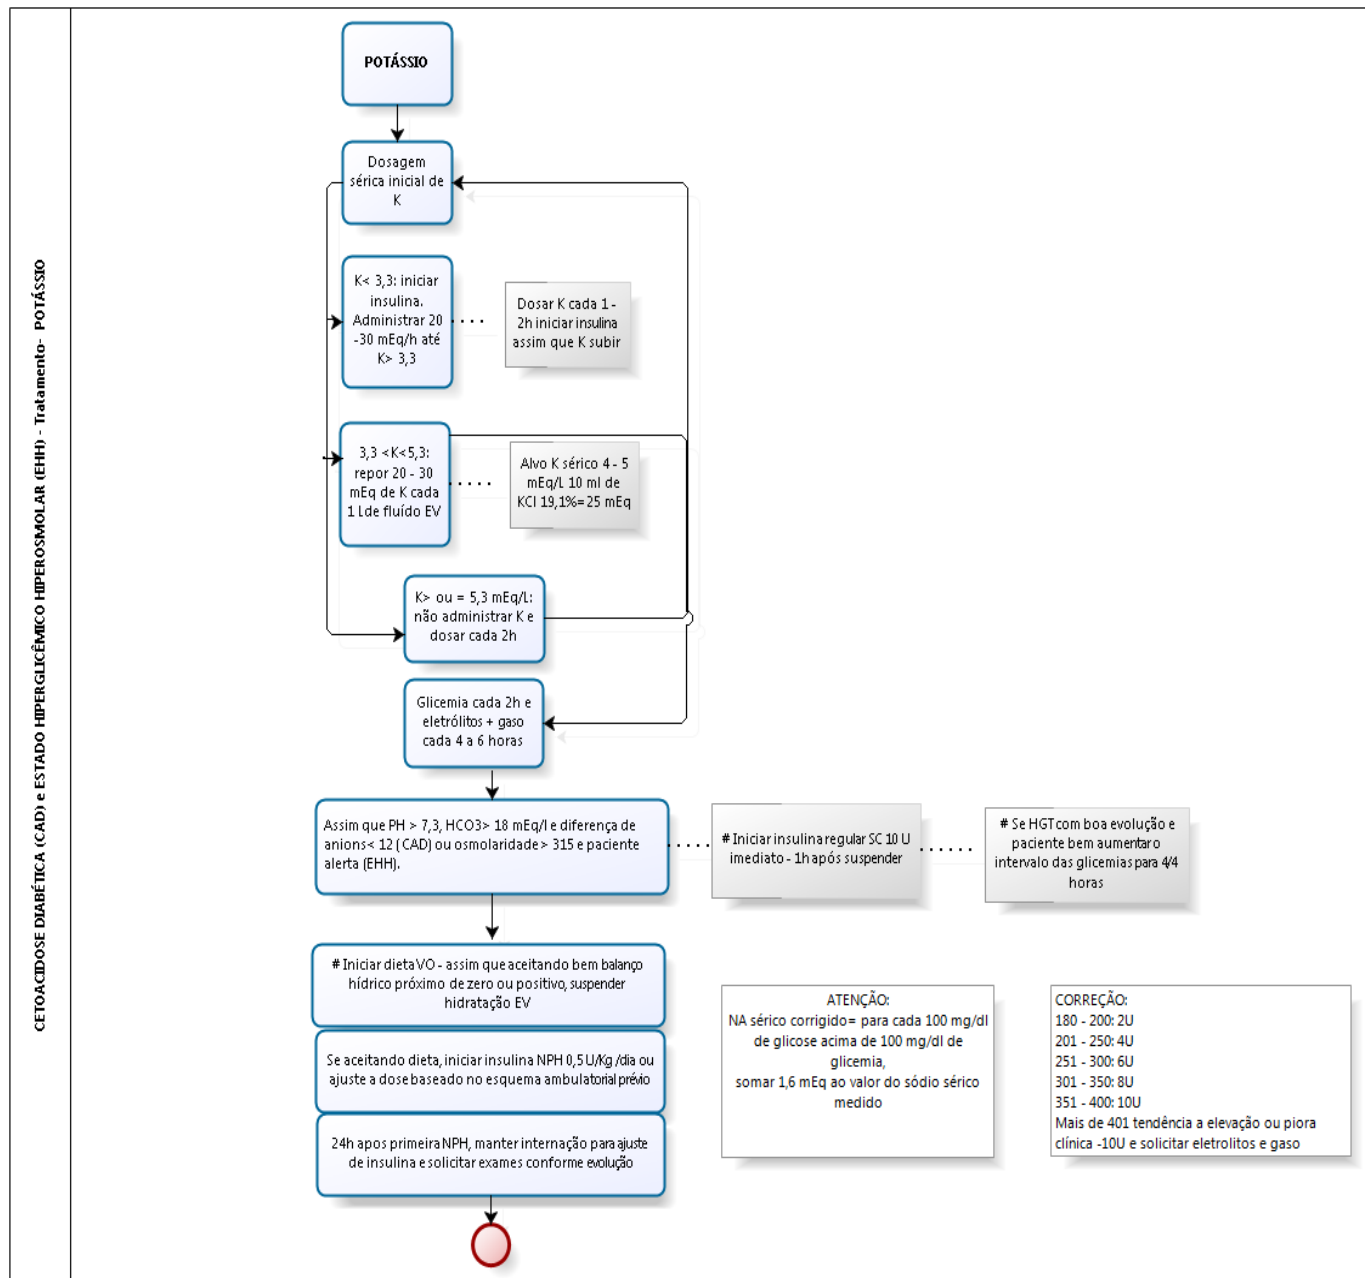 CETOACIDOSE DIABÉTICA (CAD) e ESTADO HIPERGLICÊMICO HIPEROSMOLAR (EHH) - Tratamento- POTÁSSIO
POTÁSSIO
Dosagem
sérica inicial de
K
K< 3,3: iniciar
insulina.
Administrar 20
-30 mEq/h até
K> 3,3
Dosar K cada 1 -
2h iniciar insulina
assim que K subir
3,3 <K<5,3:
repor 20 - 30
mEq de K cada
1 L de fluído EV
Alvo K sérico 4 - 5
mEq/L 10 ml de
KCl 19,1%= 25 mEq
K> ou = 5,3 mEq/L:
não administrar K e
dosar cada 2h
Glicemia cada 2h e
eletrólitos + gaso
cada 4 a 6 horas
Assim que PH > 7,3, HCO3> 18 mEq/l e diferença de
anions< 12 ( CAD) ou osmolaridade > 315 e paciente
alerta (EHH).
# Iniciar insulina regular SC 10 U
imediato - 1h após suspender
# Se HGT com boa evolução e
paciente bem aumentar o
intervalo das glicemias para 4/4
horas
# Iniciar dieta VO - assim que aceitando bem balanço
hídrico próximo de zero ou positivo, suspender
hidratação EV
Se aceitando dieta, iniciar insulina NPH 0,5 U/Kg /dia ou
ajuste a dose baseado no esquema ambulatorial prévio
24h apos primeira NPH, manter internação para ajuste
de insulina e solicitar exames conforme evolução
ATENÇÃO:
NA sérico corrigido= para cada 100 mg/dl
de glicose acima de 100 mg/dl de
glicemia,
somar 1,6 mEq ao valor do sódio sérico
medido
CORREÇÃO:
180 - 200: 2U
201 - 250: 4U
251 - 300: 6U
301 - 350: 8U
351 - 400: 10U
Mais de 401 tendência a elevação ou piora
clínica -10U e solicitar eletrolitos e gaso